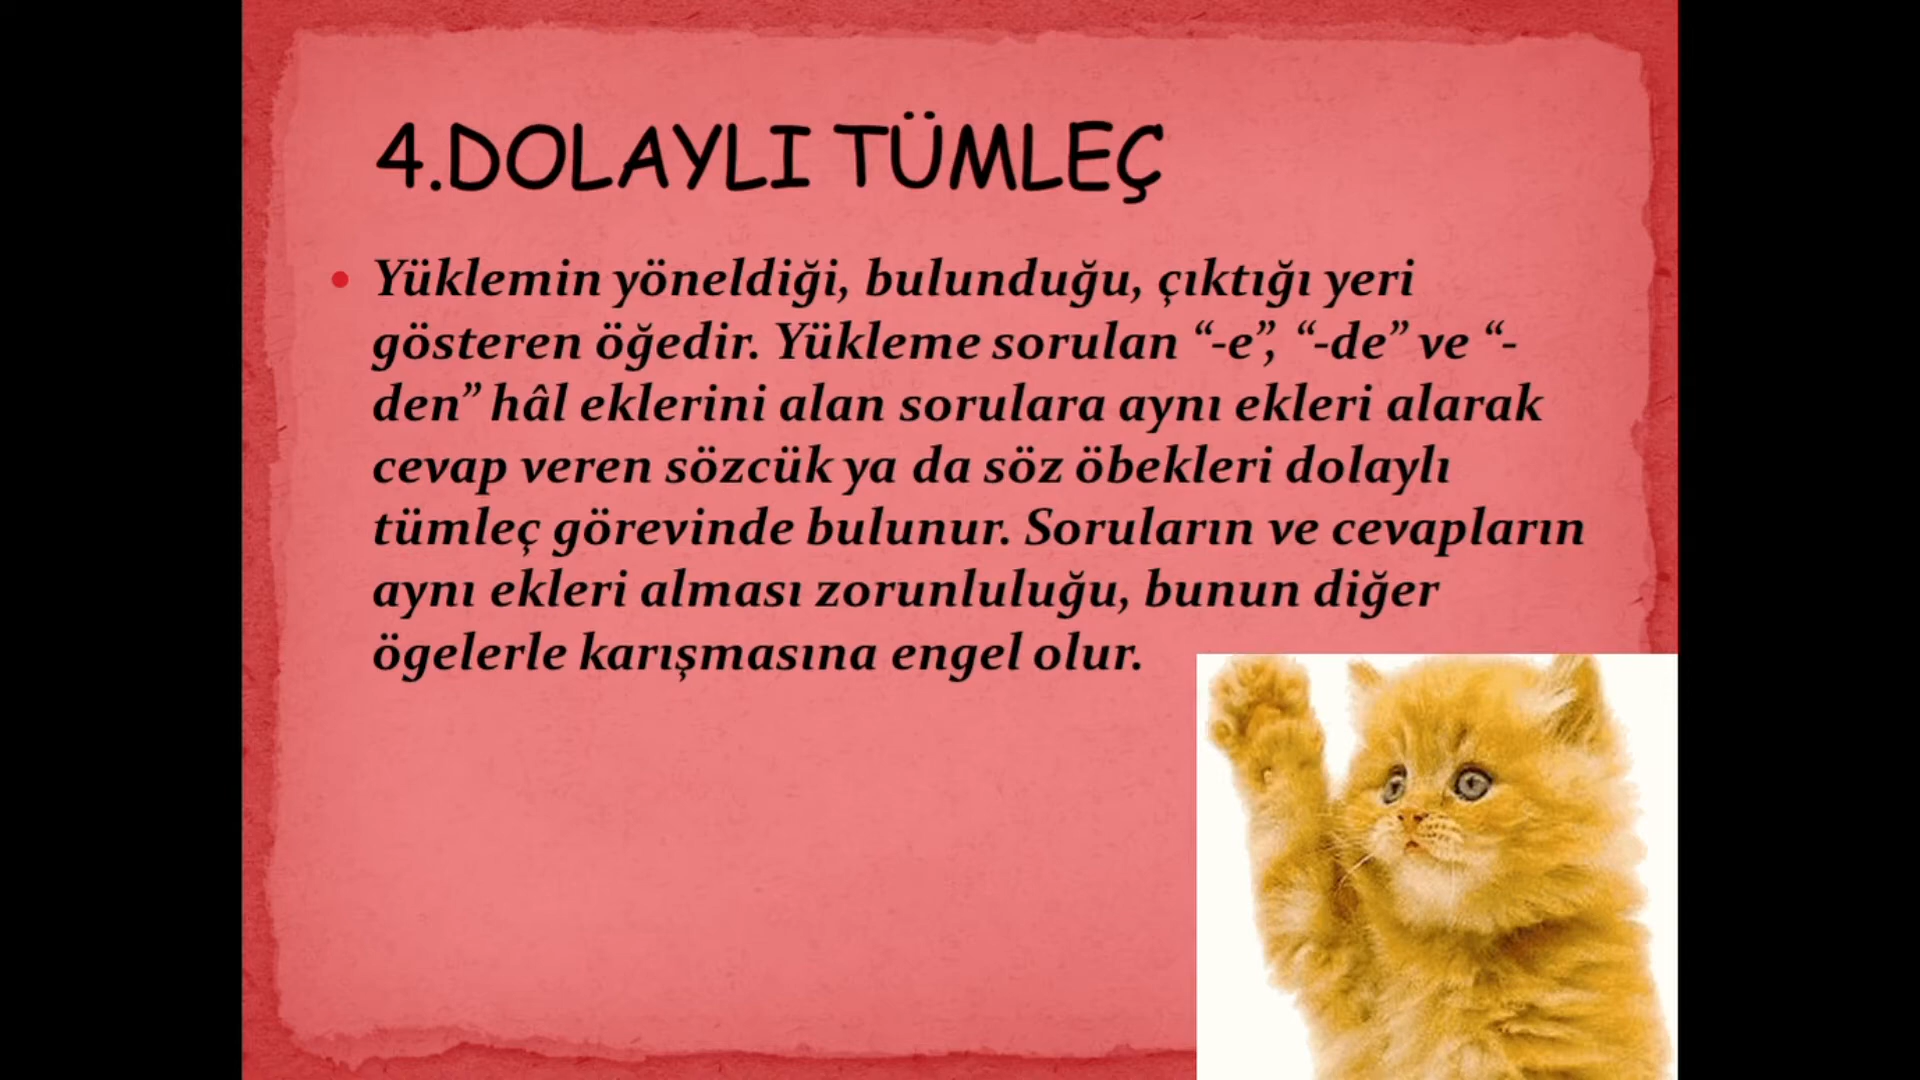 4.DOLAYLI TÜMLEÇ
Yüklemin yöneldiği, bulunduğu, çıktığı yeri
gösteren öğedir. Yükleme sorulan “-e”, “-de” ve “-
den” hâl eklerini alan sorulara aynı ekleri alarak
cevap veren sözcük ya da söz öbekleri dolaylı
tümleç görevinde bulunur. Soruların ve cevapların
aynı ekleri alması zorunluluğu, bunun diğer
ögelerle karışmasına engel olur.